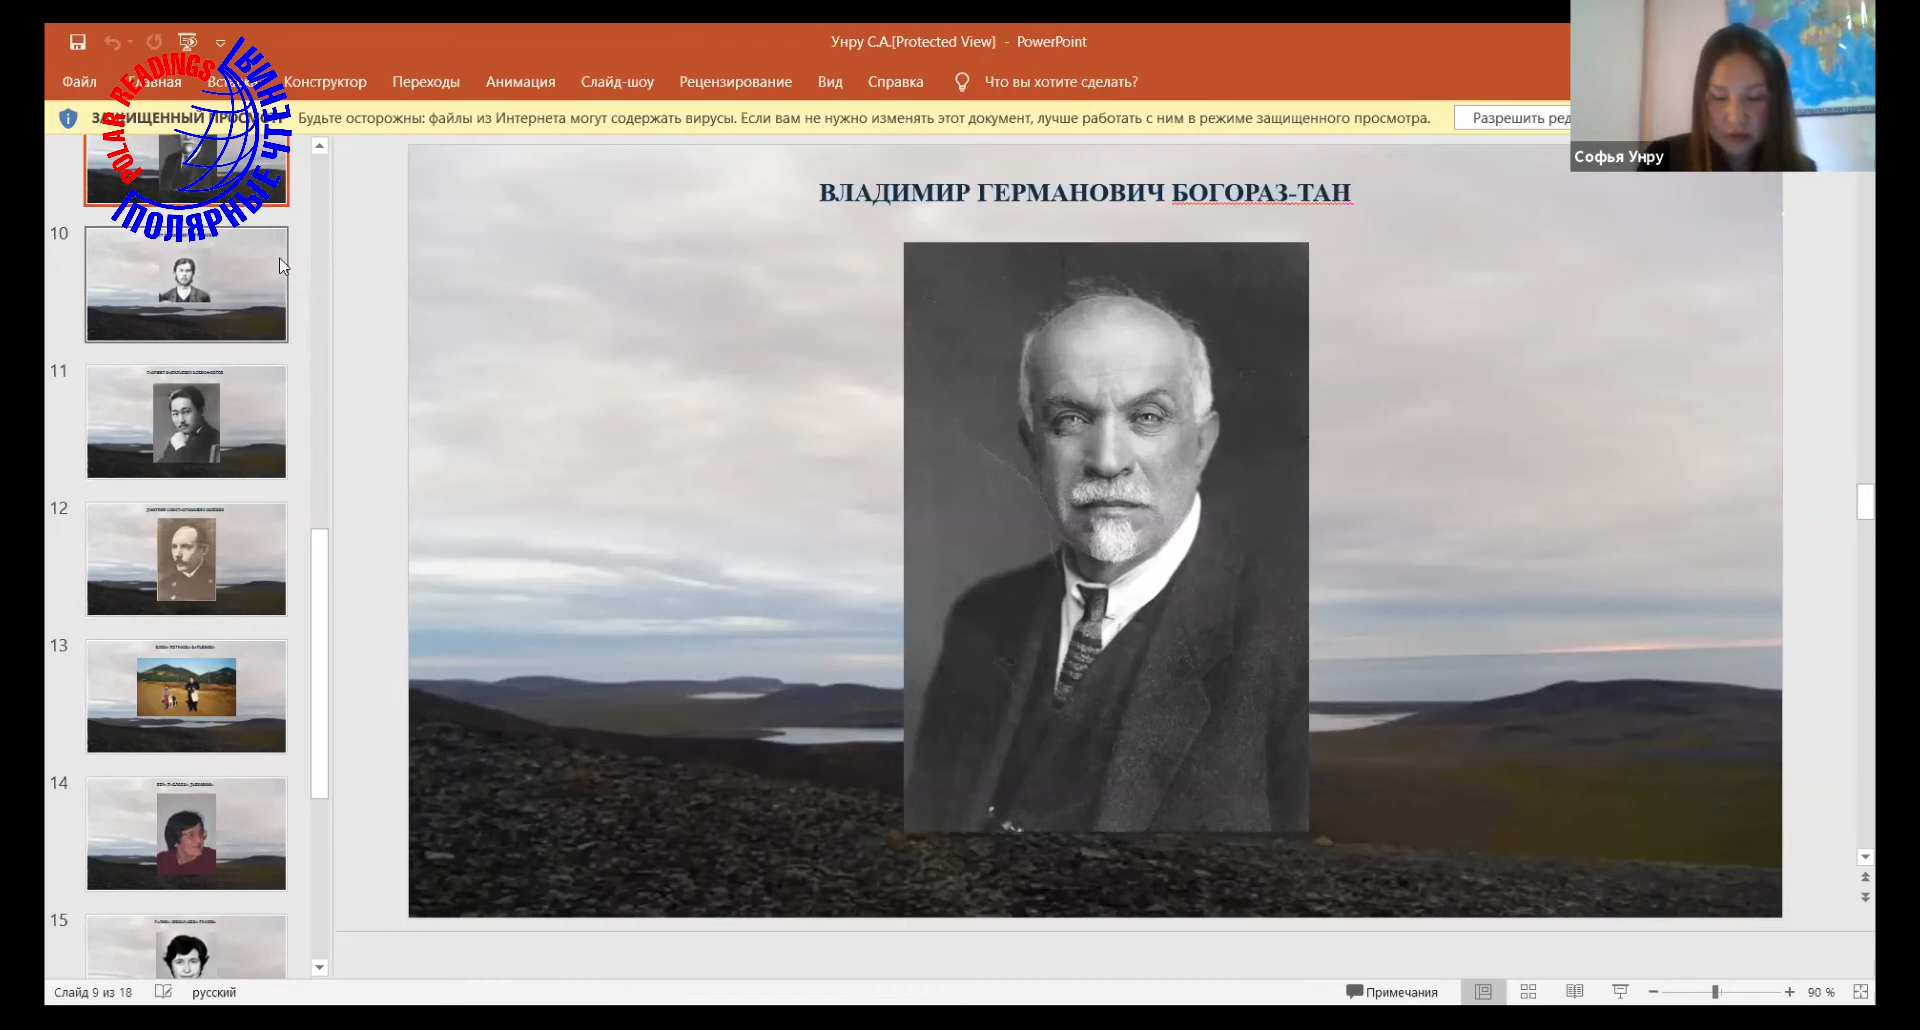 Унру С.А.[Protected View] - PowerPoint
Файл
Конструктор
Переходы
Анимация
Слайд-шоу
Рецензирование
Вид
Справка
Что вы хотите сделать?
Будьте осторожны: файлы из Интернета могут содержать вирусы. Если вам не нужно изменять этот документ, лучше работать с ним в режиме защищенного просмотра.
Разрешить ред
Софья Унру
POLAR READINGS
ПОЛЯРНЫЕ ЧТЕНИЯ
ВЛАДИМИР ГЕРМАНОВИЧ БОГОРАЗ-ТАН
10
11
12
13
14
15
Слайд 9 из 18
русский
Примечания
90 %